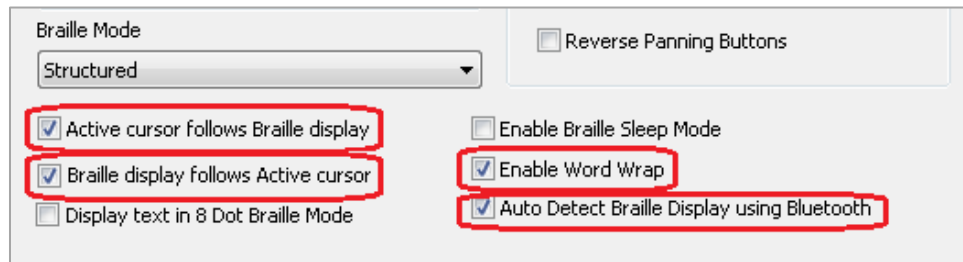 Braille Mode
Reverse Panning Buttons
Structured
Active cursor follows Braille display
Enable Braille Sleep Mode
Braille display follows Active cursor
Enable Word Wrap
Display text in 8 Dot Braille Mode
Auto Detect Braille Display using Bluetooth